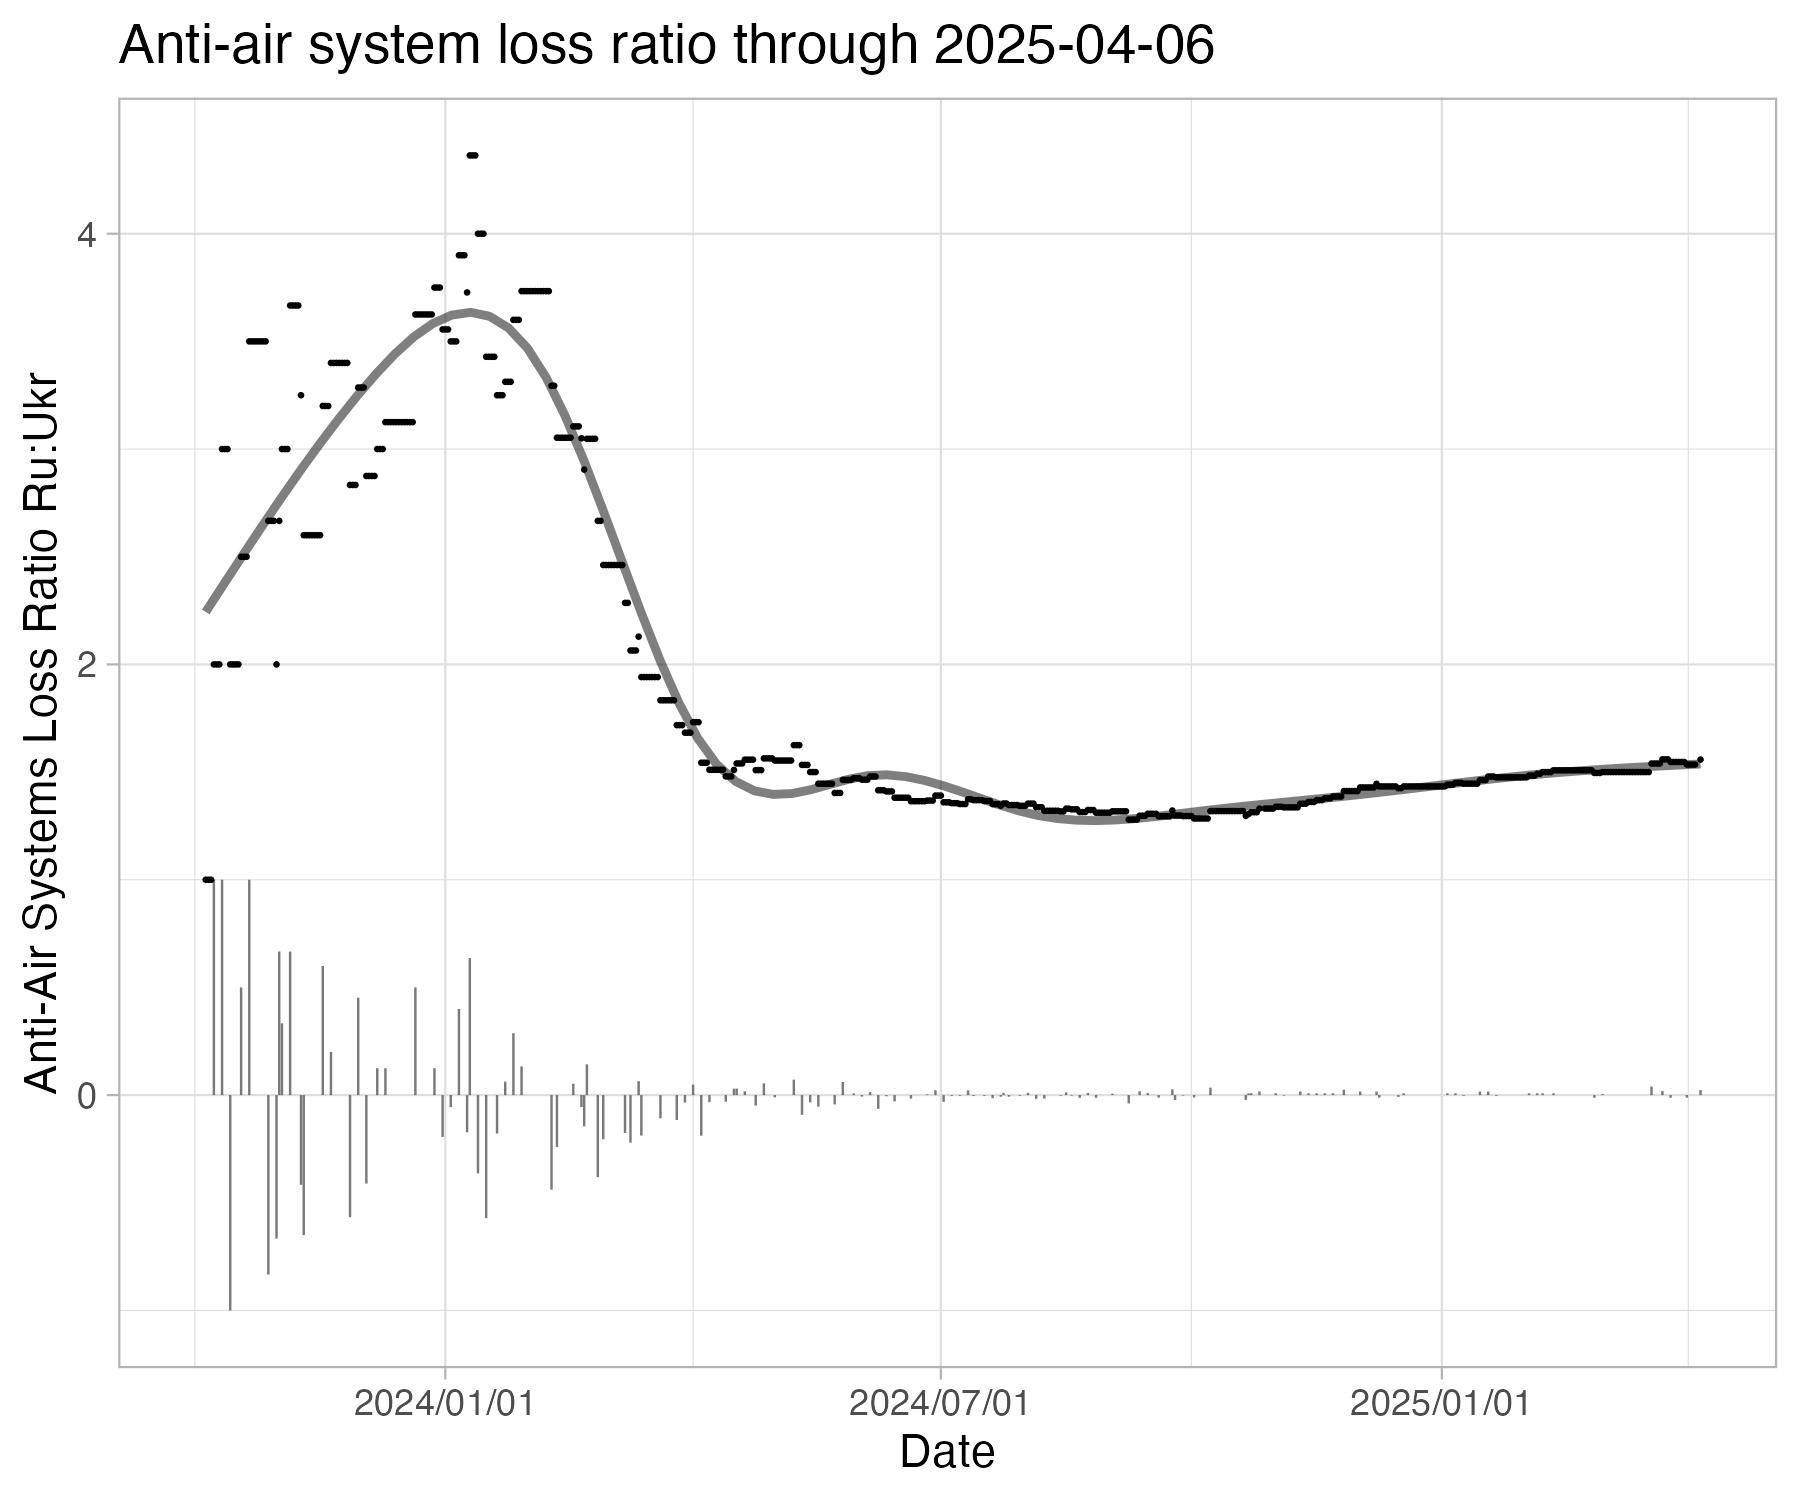 Anti-air system loss ratio through 2025-04-06
Anti-Air Systems Loss Ratio Ru:Ukr
4
2
0
2024/01/01
2024/07/01
2025/01/01
Date